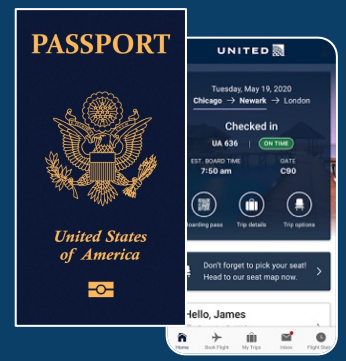 PASSPORT
United States
of America
UNITED
Tuesday, May 19, 2020
Chicago → Newark → London
Checked in
UA 636 | ON TIME
EST. BOARD TIME
GATE
7:50 am
C90
Boarding pass
Trip details
Trip options
Don't forget to pick your seat!
Head to our seat map now.
Hello, James
Home
Book Flight
My Trips
Inbox
Flight Status